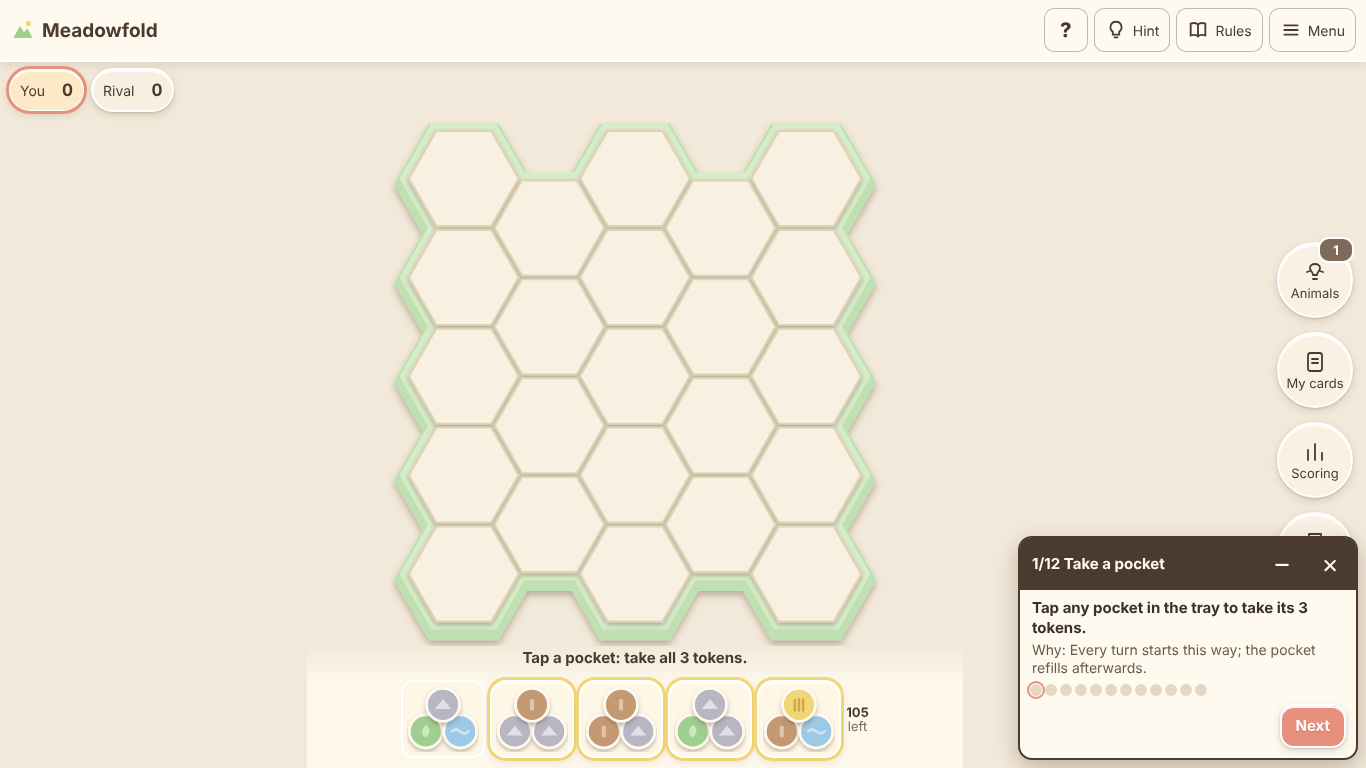 Meadowfold
?
Hint
Rules
Menu
You 0
Rival 0
1
Animals
My cards
Scoring
1/12 Take a pocket
Tap any pocket in the tray to take its 3
tokens.
Why: Every turn starts this way; the pocket
refills afterwards.
Next
Tap a pocket: take all 3 tokens.
105
left